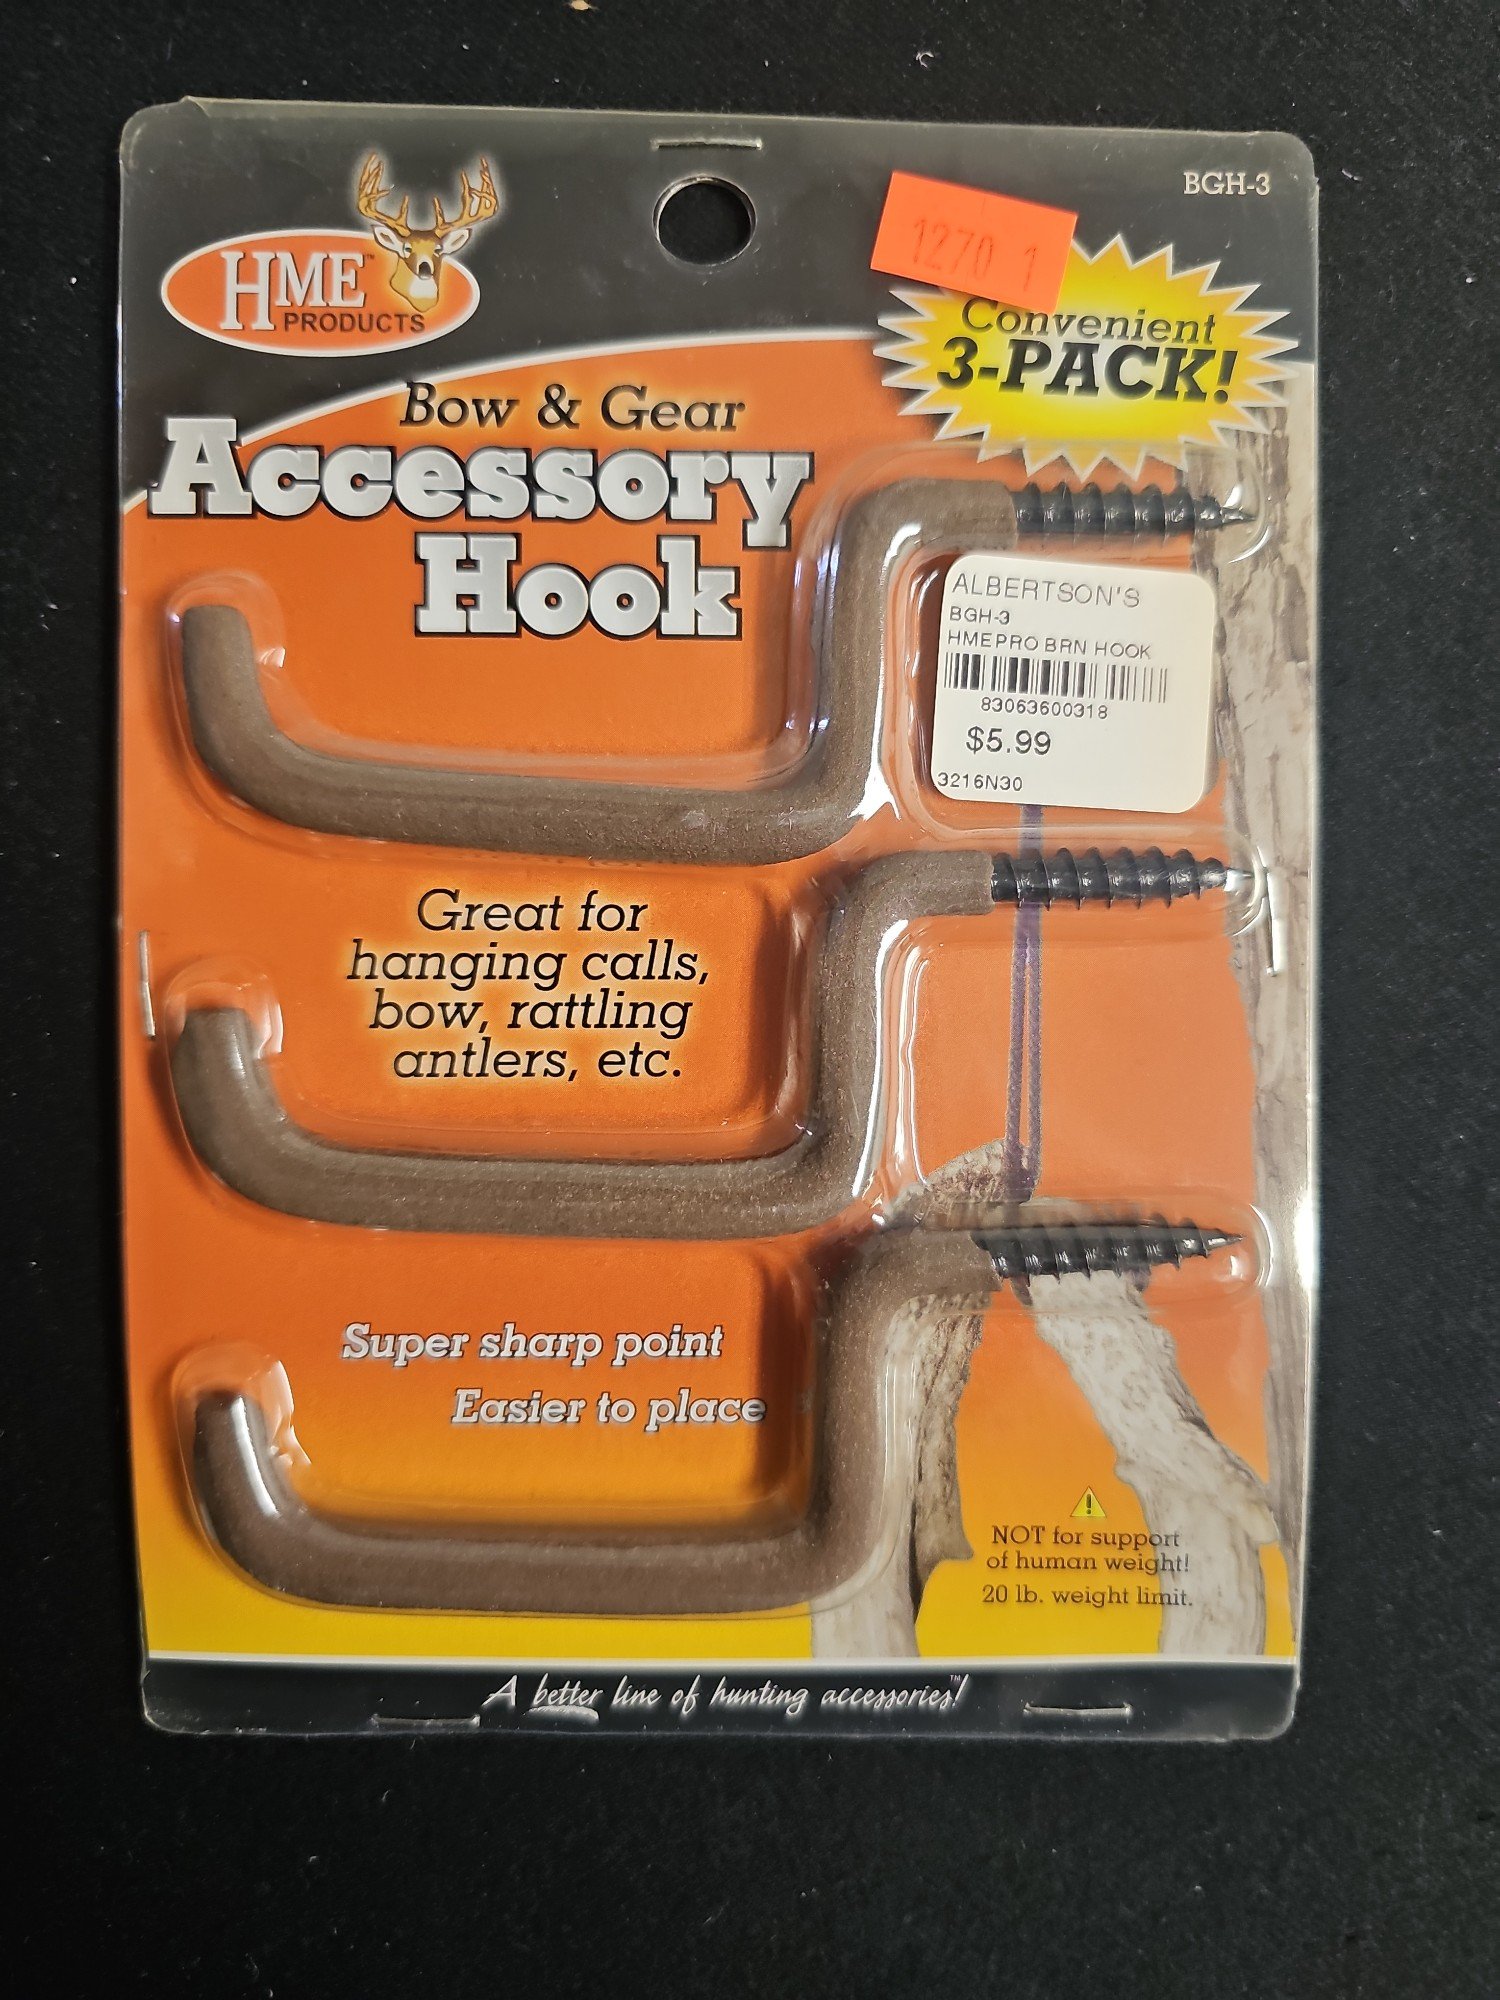 BGH-3
HME™
PRODUCTS
1270 1
Convenient
3-PACK!
Bow & Gear
Accessory
Hook
ALBERTSON'S
BGH-3
HMEPRO BRN HOOK
83063600318
$5.99
3216N30
Great for
hanging calls,
bow, rattling
antlers, etc.
Super sharp point
Easier to place
NOT for support
of human weight!
20 lb. weight limit.
A better line of hunting accessories!™